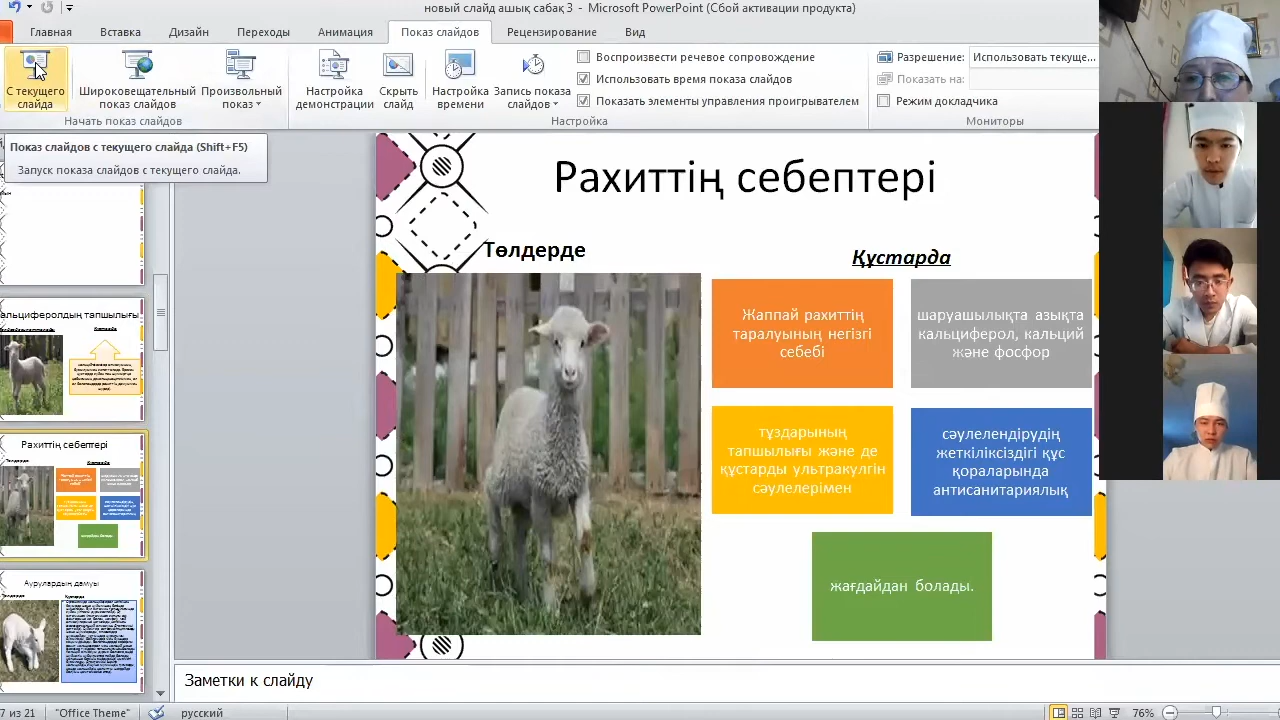 новый слайд ашық сабақ 3 - Microsoft PowerPoint (Сбой активации продукта)
Главная Вставка Дизайн Переходы Анимация Показ слайдов Рецензирование Вид
С текущего
слайда
Широковещательный
показ слайдов
Произвольный
показ
Настройка
демонстрации
Скрыть
слайд
Настройка
времени
Запись показа
слайдов
Воспроизвести речевое сопровождение
Использовать время показа слайдов
Показать элементы управления проигрывателем
Разрешение: Использовать текуще...
Показать на:
Режим докладчика
Начать показ слайдов
Настройка
Мониторы
Показ слайдов с текущего слайда (Shift+F5)
Запуск показа слайдов с текущего слайда.
альциферолдың тапшылығы
Рахиттің себептері
Аурулардың дамуы
Рахиттің себептері
Төлдерде
Құстарда
Жаппай рахиттің
таралуының негізгі
себебі
шаруашылықта азықта
кальциферол, кальций
және фосфор
тұздарының
тапшылығы және де
құстарды ультракүлгін
сәулелерімен
сәулелендірудің
жеткіліксіздігі құс
қораларында
антисанитариялық
жағдайдан болады.
Заметки к слайду
7 из 21 "Office Theme" русский 76%